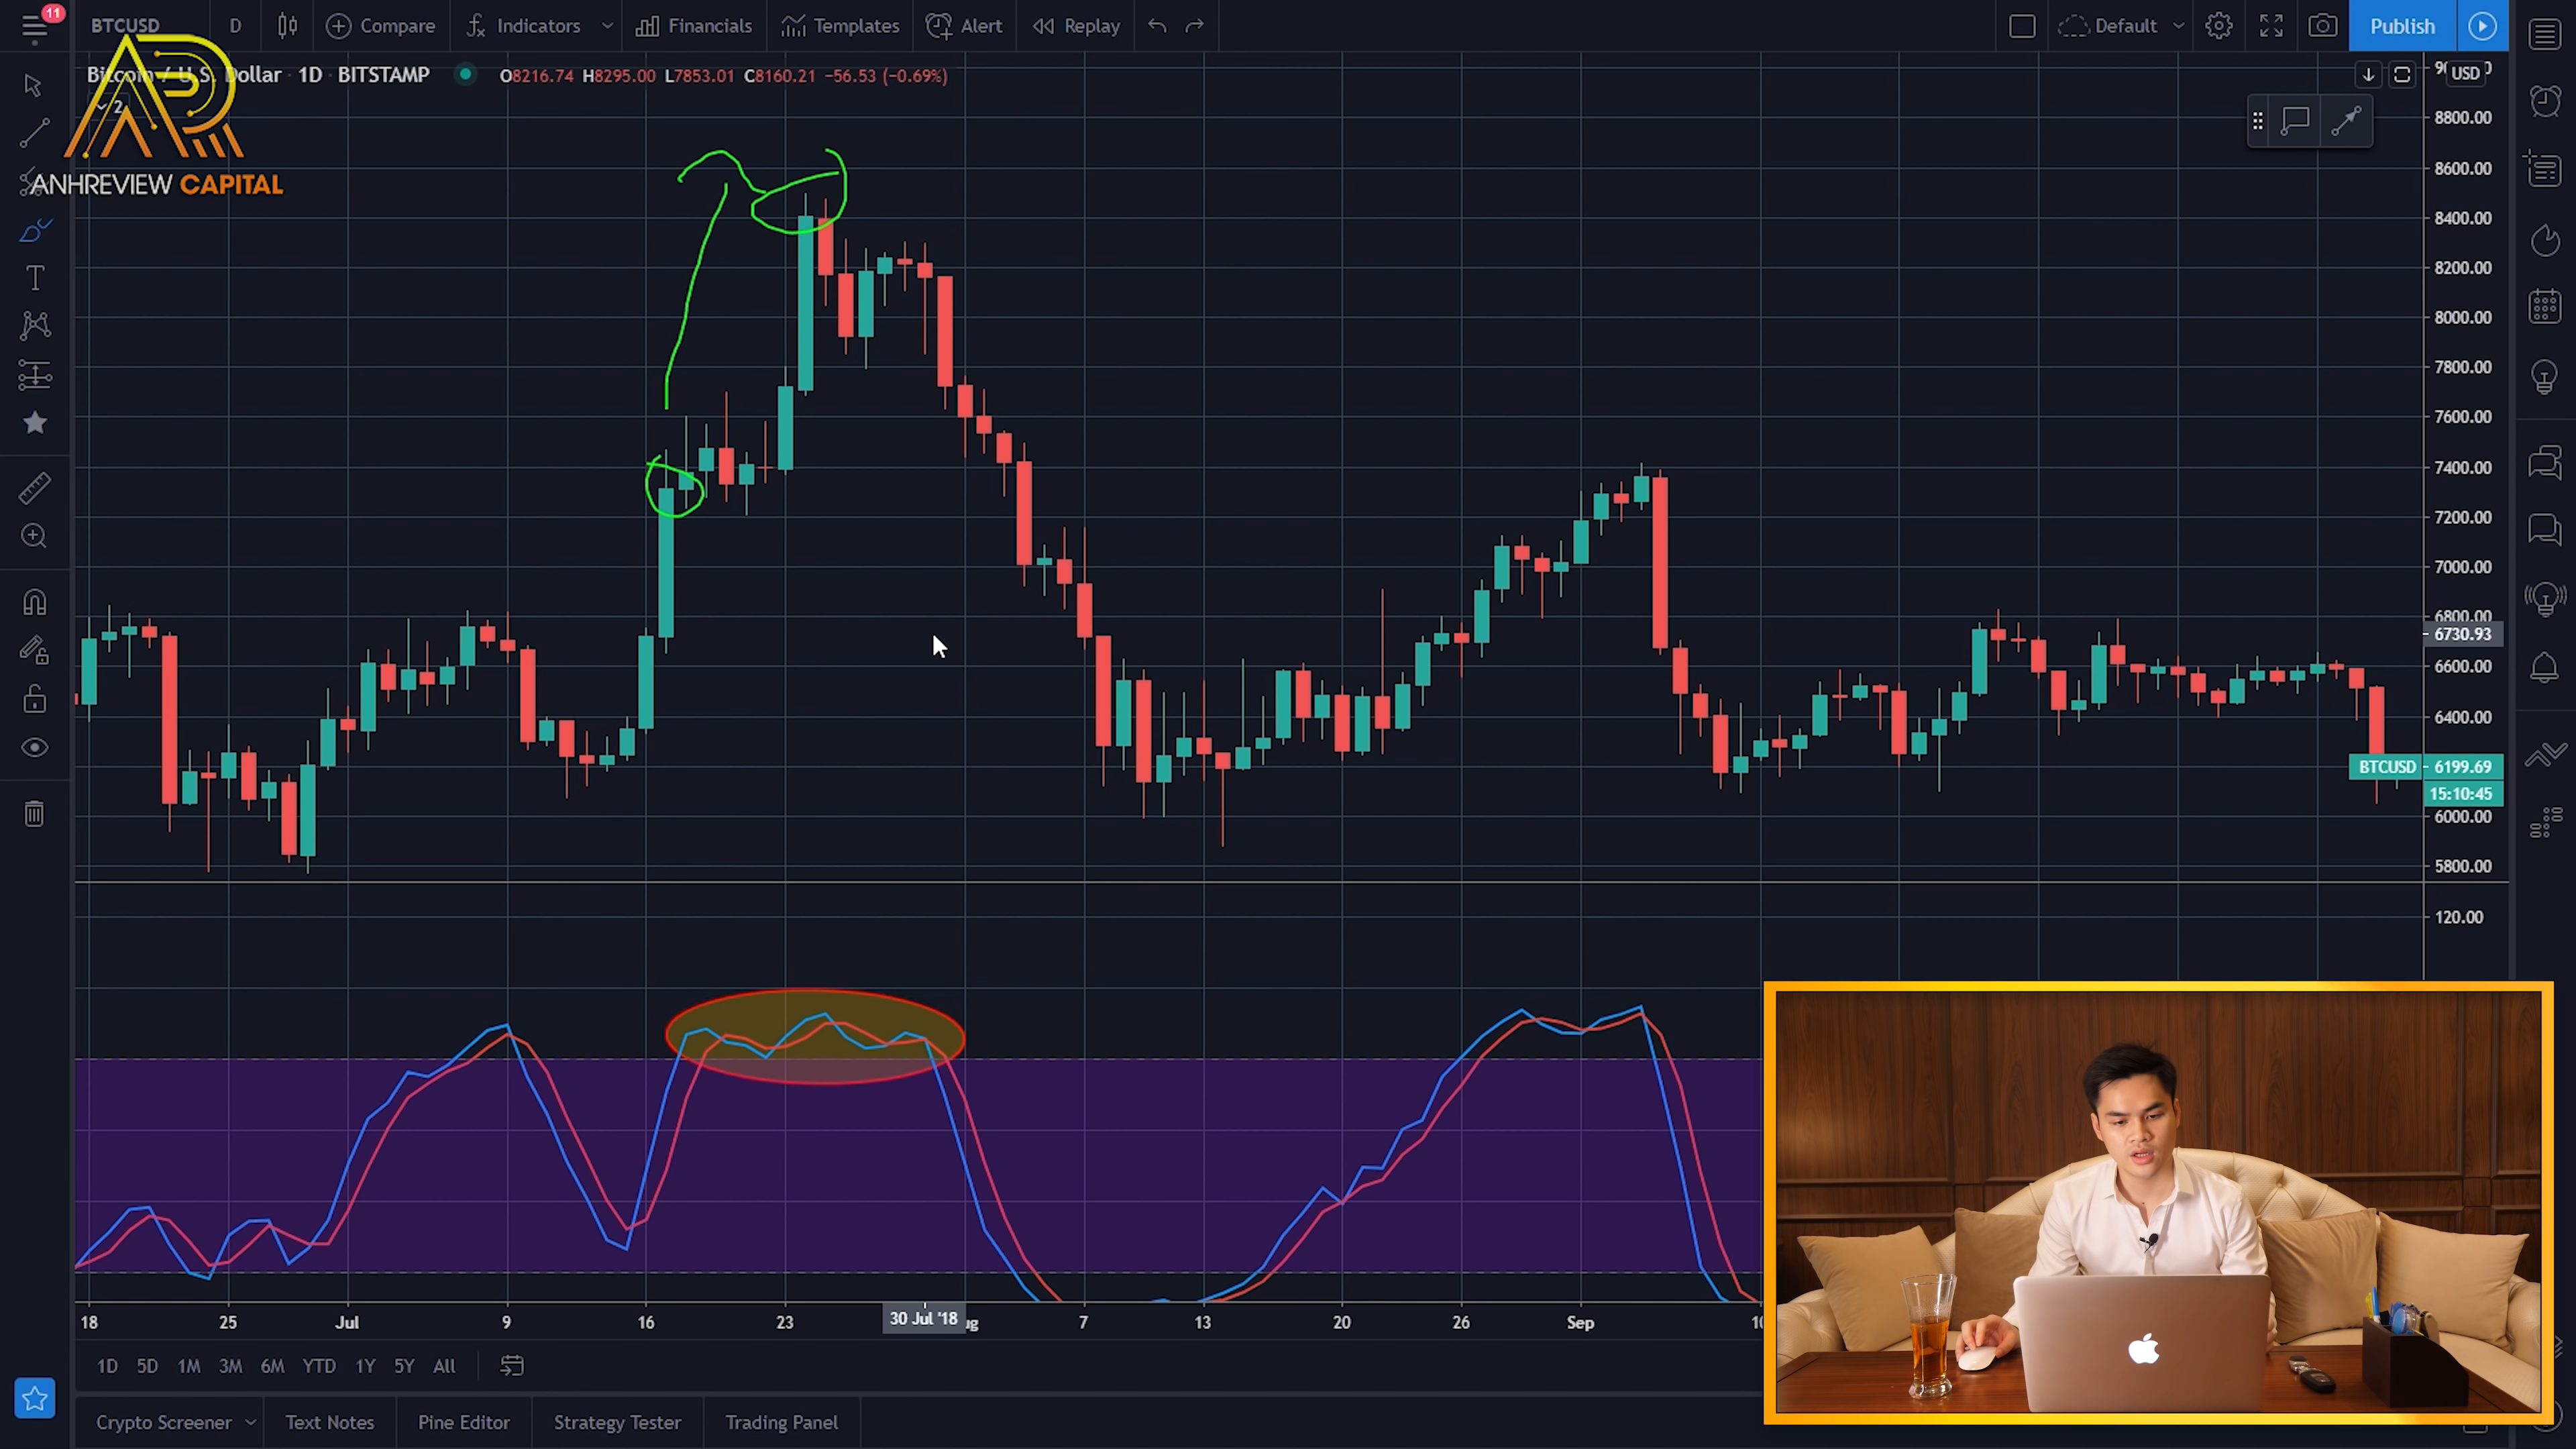 11
BTCUSD D Compare Indicators Financials Templates Alert Replay Default Publish
Bitcoin / U.S. Dollar · 1D · BITSTAMP O8216.74 H8295.00 L7853.01 C8160.21 −56.53 (−0.69%)
USD
2
ANHREVIEW CAPITAL
8800.00
8600.00
8400.00
8200.00
8000.00
7800.00
7600.00
7400.00
7200.00
7000.00
6800.00
6730.93
6600.00
6400.00
BTCUSD 6199.69
15:10:45
6000.00
5800.00
120.00
18 25 Jul 9 16 23 30 Jul '18 7 13 20 26 Sep
1D 5D 1M 3M 6M YTD 1Y 5Y All
Crypto Screener Text Notes Pine Editor Strategy Tester Trading Panel